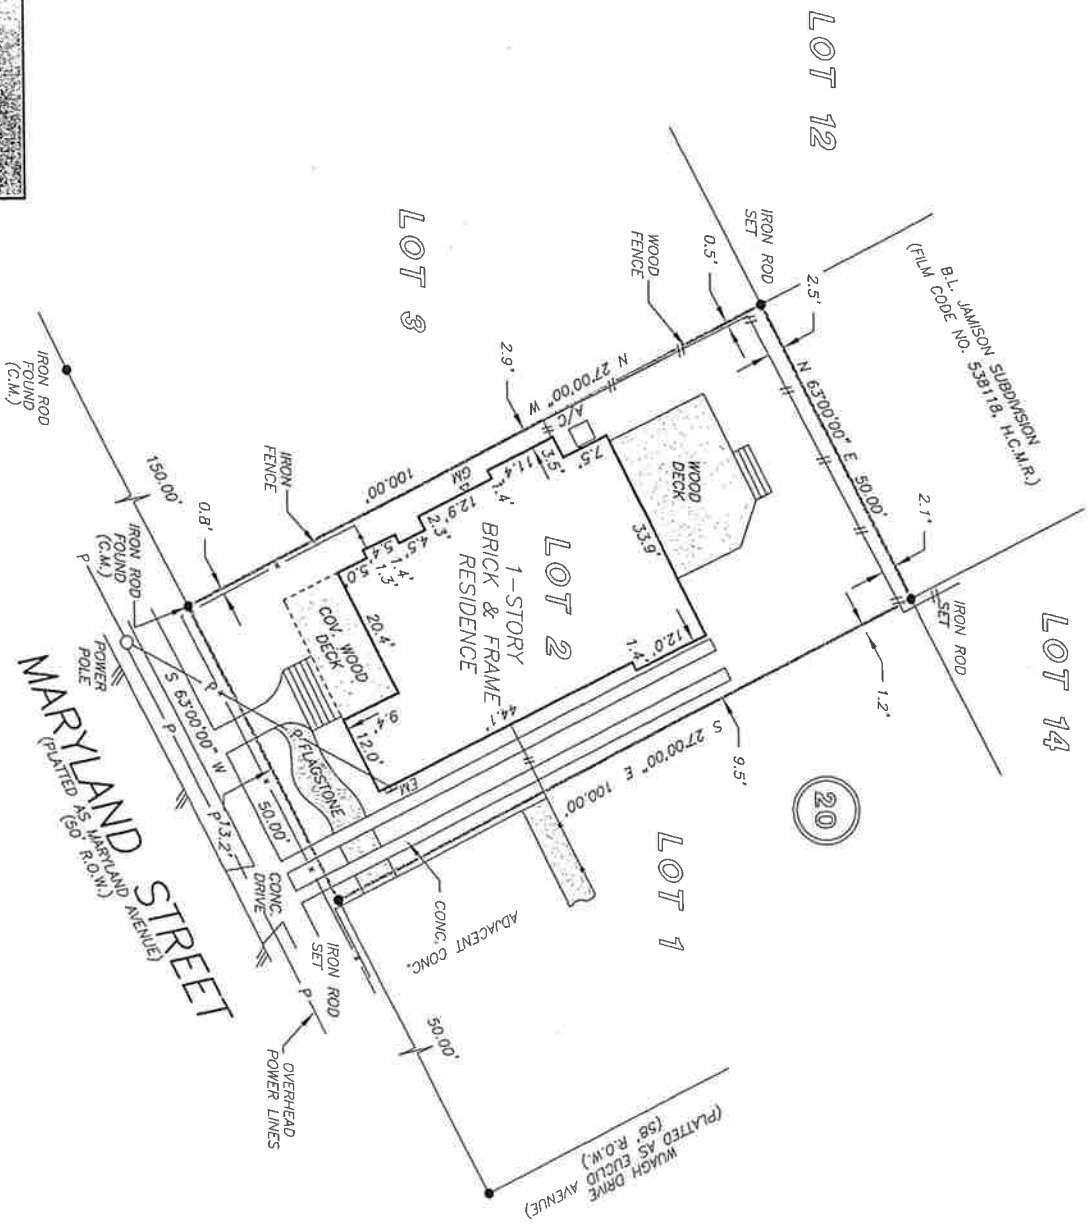 LOT 12
LOT 14
LOT 3
LOT 1
20
B.L. JAMISON SUBDIVISION
(FILM CODE NO. 538118, H.C.M.R.)
IRON ROD
SET
0.5'
2.5'
N 63°00'00" E 50.00'
2.1'
IRON ROD
SET
1.2'
WOOD
FENCE
2.9'
N 27°00'00" W
100.00'
A/C
7.5'
3.5'
11.4'
WOOD
DECK
33.9'
12.0'
1.4'
9.5'
S 27°00'00" E
100.00'
LOT 2
1-STORY
BRICK & FRAME
RESIDENCE
GM
1.4'
12.9'
2.3'
4.5'
1.4'
5.4'
1.3'
5.0'
20.4'
COV. WOOD
DECK
9.4'
12.0'
44.1'
EM
IRON
FENCE
0.8'
IRON ROD
FOUND
(C.M.)
150.00'
IRON ROD
FOUND
(C.M.)
P
POWER
POLE
P
P
P
P
P
FLAGSTONE
S 63°00'00" W
50.00'
13.2'
CONC.
DRIVE
CONC.
ADJACENT CONC.
IRON ROD
SET
OVERHEAD
POWER LINES
50.00'
MARYLAND STREET
(PLATTED AS MARYLAND AVENUE)
(50' R.O.W.)
WUAGH DRIVE
(PLATTED AS EUCLID AVENUE)
(58' R.O.W.)